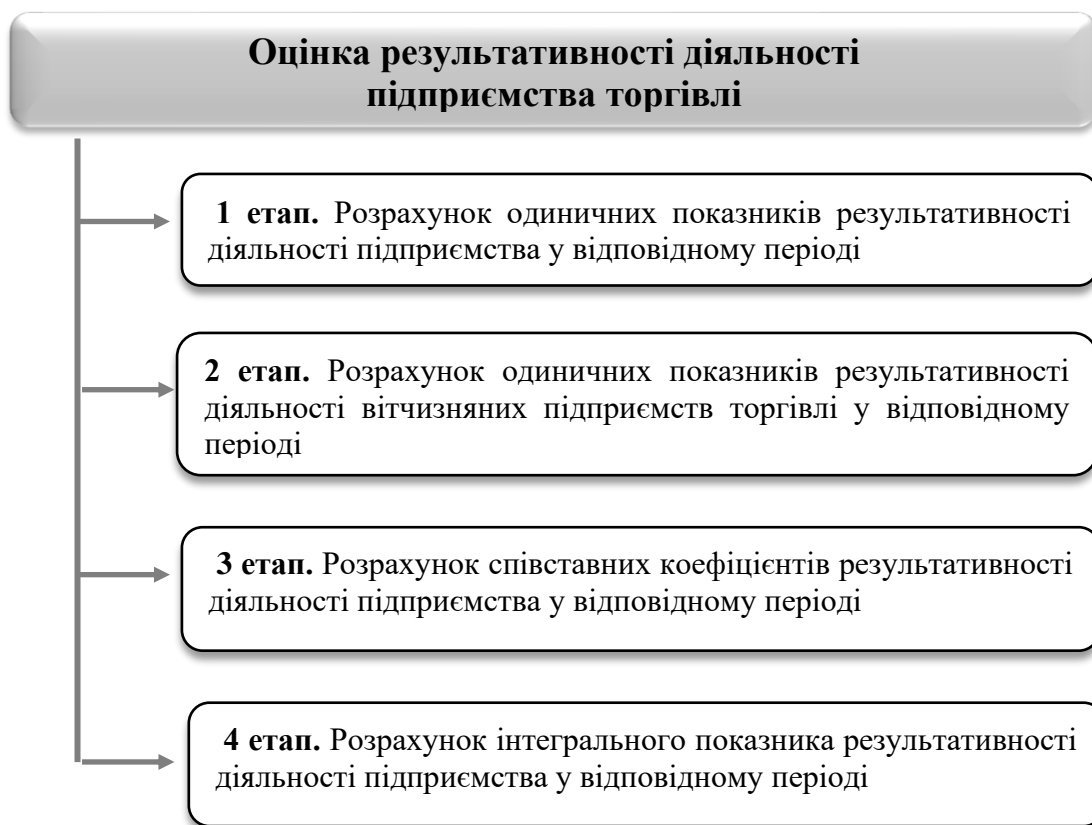 Оцінка результативності діяльності
підприємства торгівлі
1 етап. Розрахунок одиничних показників результативності
діяльності підприємства у відповідному періоді
2 етап. Розрахунок одиничних показників результативності
діяльності вітчизняних підприємств торгівлі у відповідному
періоді
3 етап. Розрахунок співставних коефіцієнтів результативності
діяльності підприємства у відповідному періоді
4 етап. Розрахунок інтегрального показника результативності
діяльності підприємства у відповідному періоді